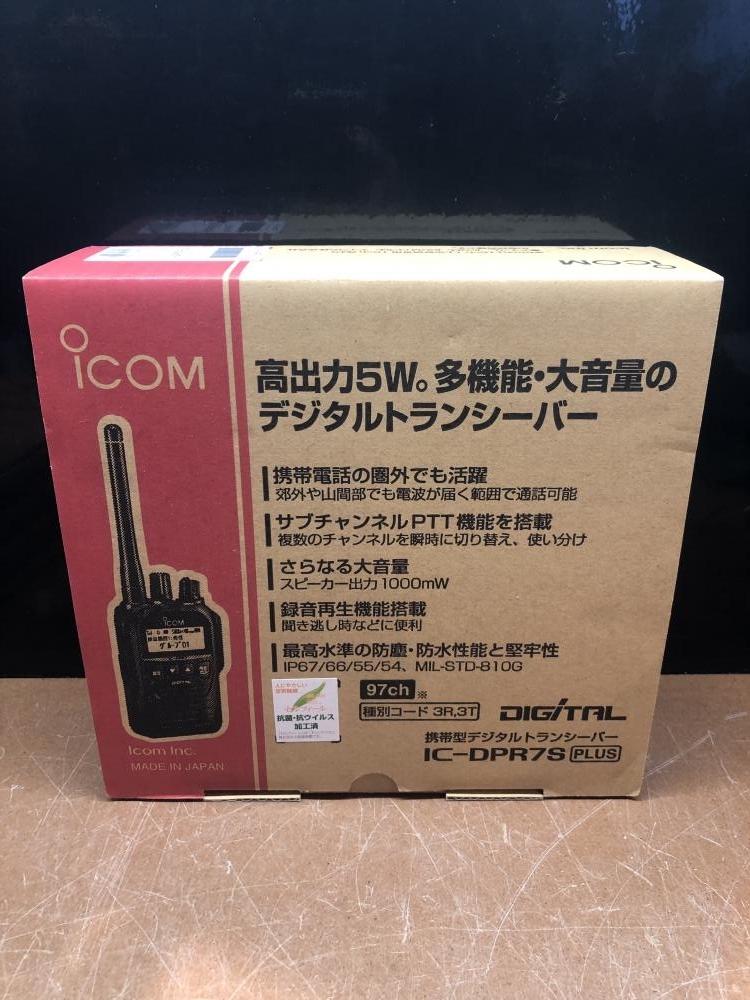 iCOM
iCOM
高出力5W。多機能・大音量の
デジタルトランシーバー
携帯電話の圏外でも活躍
郊外や山間部でも電波が届く範囲で通話可能
サブチャンネルPTT機能を搭載
複数のチャンネルを瞬時に切り替え、使い分け
さらなる大音量
スピーカー出力1000mW
録音再生機能搭載
聞き逃し時などに便利
最高水準の防塵・防水性能と堅牢性
IP67/66/55/54、MIL-STD-810G
iCOM
グループ01
DIGITAL
抗菌・抗ウイルス
加工済
97ch ※
種別コード 3R,3T
DIGITAL
携帯型デジタルトランシーバー
IC-DPR7S PLUS
Icom Inc.
MADE IN JAPAN